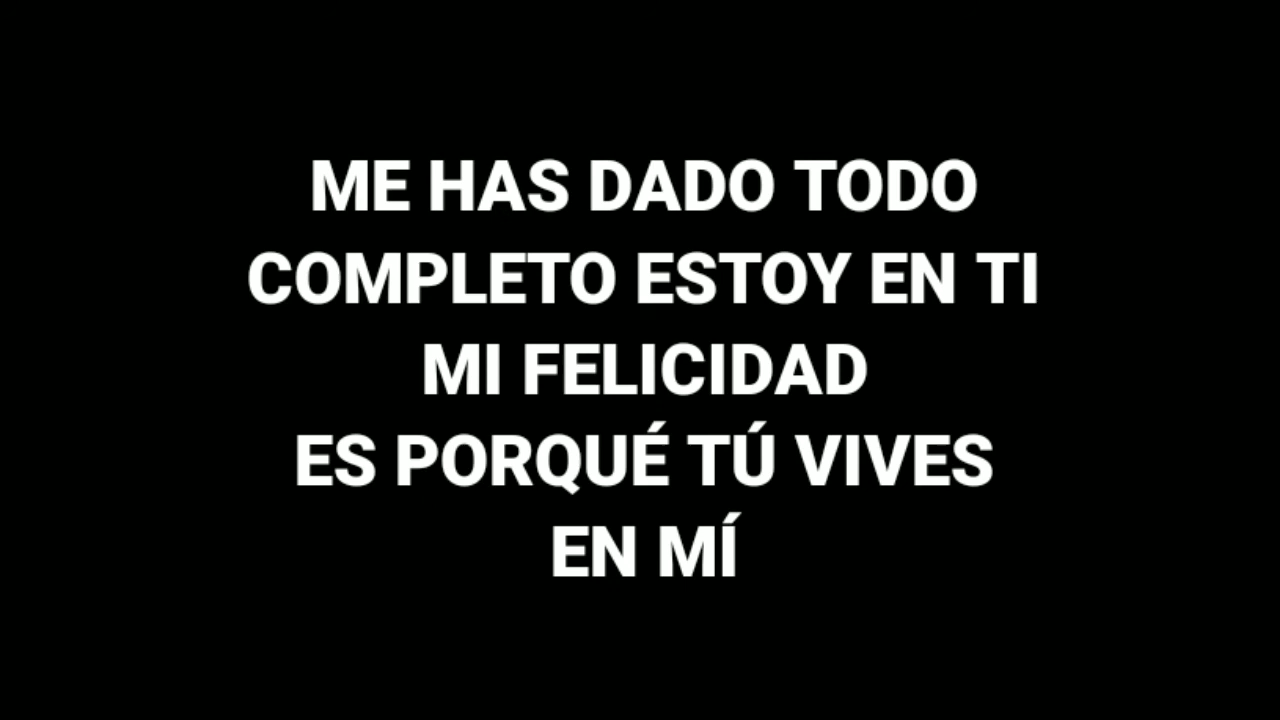 ME HAS DADO TODO
COMPLETO ESTOY EN TI
MI FELICIDAD
ES PORQUÉ TÚ VIVES
EN MÍ